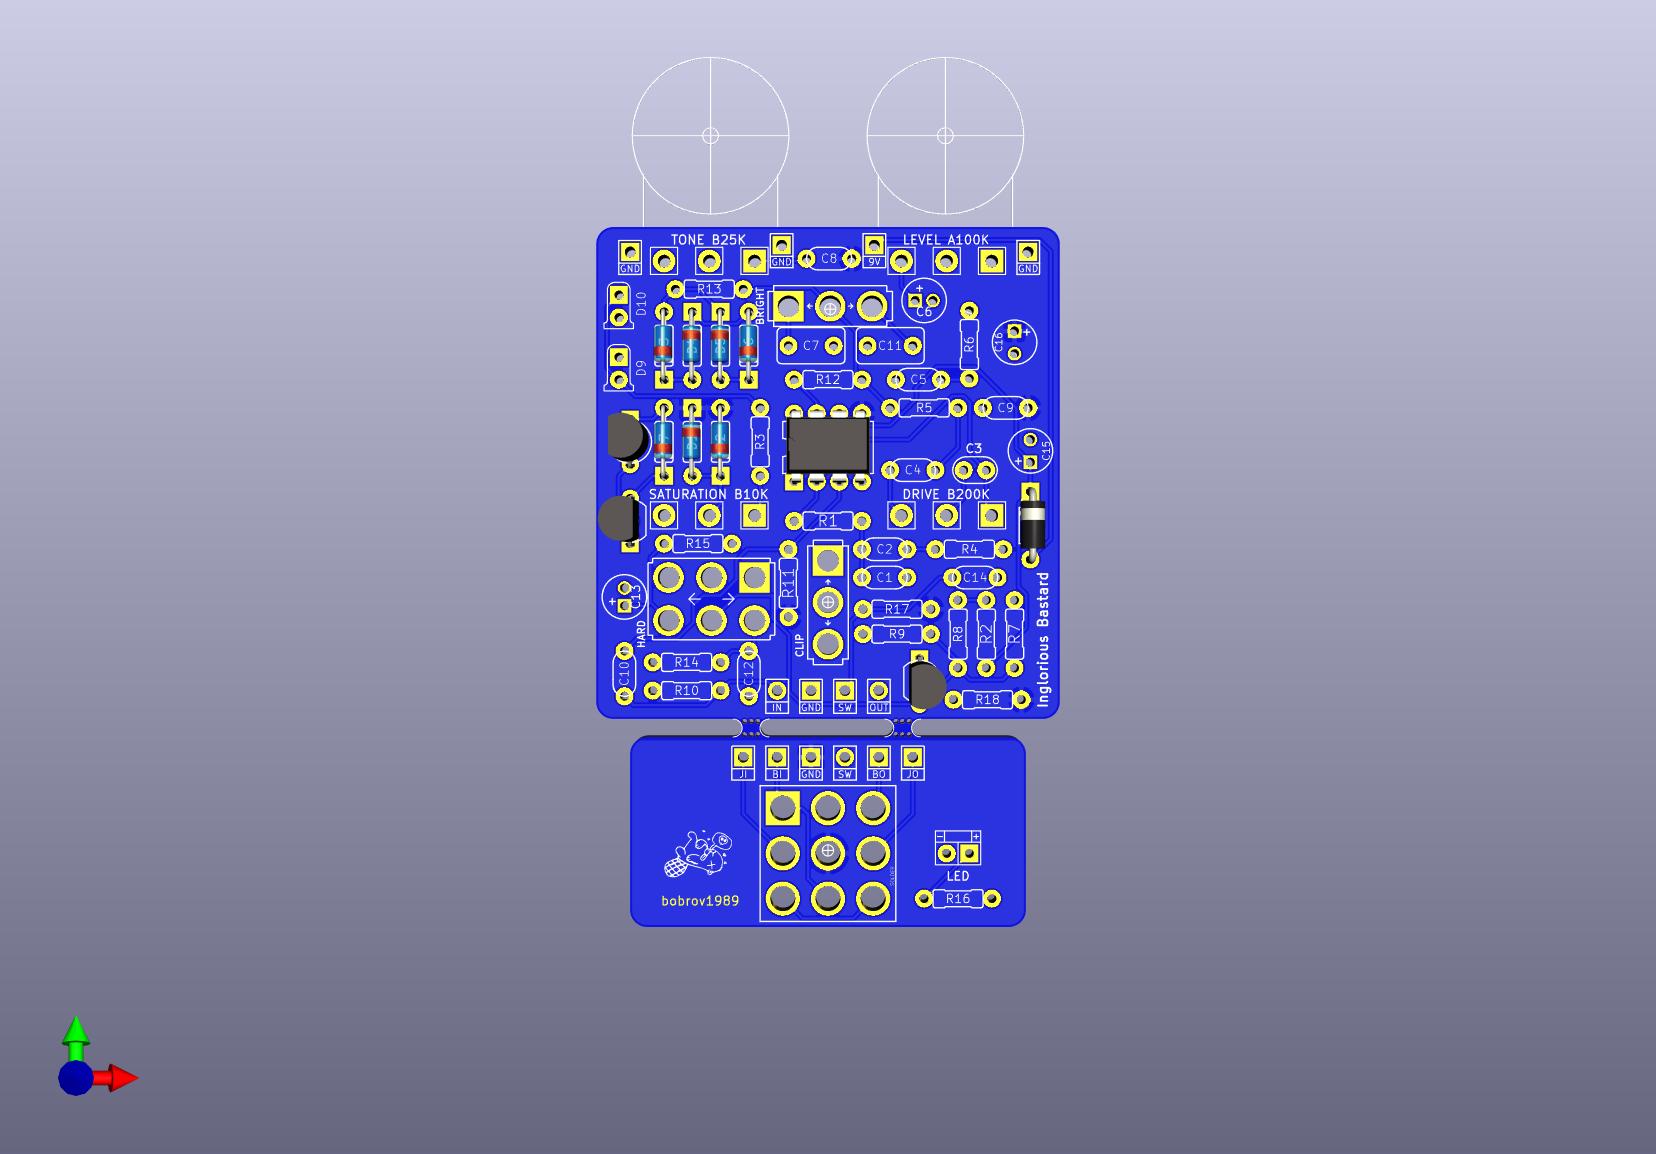 TONE B25K
LEVEL A100K
GND
GND
C8
9V
GND
R13
BRIGHT
D10
+
C6
C16
+
R6
C7
C11
D9
R12
C5
R5
C9
R3
C3
C15
+
C4
SATURATION B10K
DRIVE B200K
R1
R15
C2
R4
C1
C14
R11
+
C13
HARD
CLIP
R17
R9
R8
R2
R7
Inglorious Bastard
C10
R14
C12
R10
R18
IN
GND
SW
OUT
JI
BI
GND
SW
BO
JO
- +
LED
R16
bobrov1989